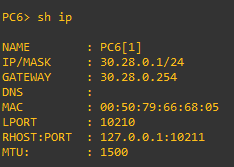 PC6> sh ip
NAME : PC6[1]
IP/MASK : 30.28.0.1/24
GATEWAY : 30.28.0.254
DNS :
MAC : 00:50:79:66:68:05
LPORT : 10210
RHOST:PORT : 127.0.0.1:10211
MTU: : 1500